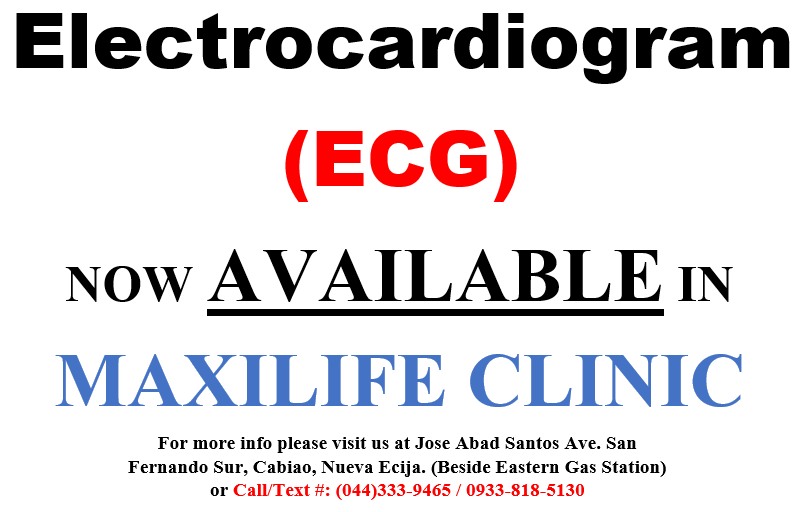 Electrocardiogram
(ECG)
NOW AVAILABLE IN
MAXILIFE CLINIC
For more info please visit us at Jose Abad Santos Ave. San
Fernando Sur, Cabiao, Nueva Ecija. (Beside Eastern Gas Station)
or Call/Text #: (044)333-9465 / 0933-818-5130